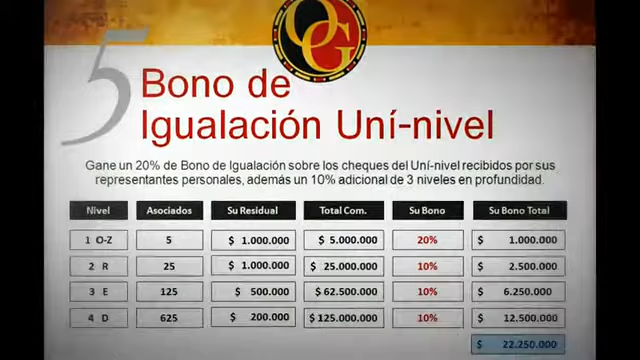 OG
5
Bono de
Igualación Uní-nivel
Gane un 20% de Bono de Igualación sobre los cheques del Uní-nivel recibidos por sus
representantes personales, además un 10% adicional de 3 niveles en profundidad.
Nivel Asociados Su Residual Total Com. Su Bono Su Bono Total
1 O-Z 5 $ 1.000.000 $ 5.000.000 20% $ 1.000.000
2 R 25 $ 1.000.000 $ 25.000.000 10% $ 2.500.000
3 E 125 $ 500.000 $ 62.500.000 10% $ 6.250.000
4 D 625 $ 200.000 $ 125.000.000 10% $ 12.500.000
$ 22.250.000